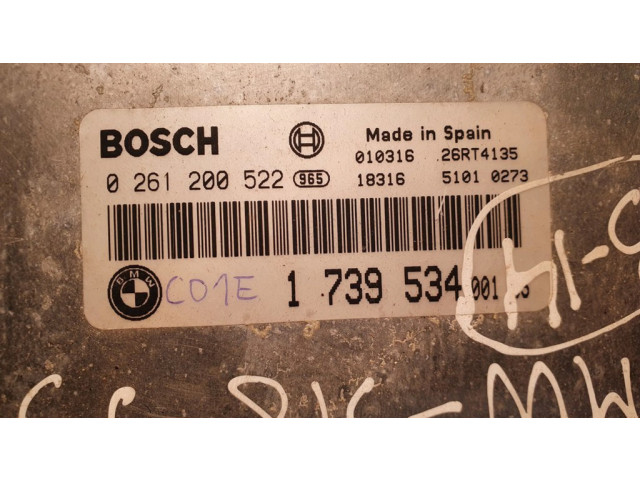 BOSCH
Made in Spain
010316 26RT4135
0 261 200 522 965
18316 5101 0273
BMW
C01E
1 739 534 001